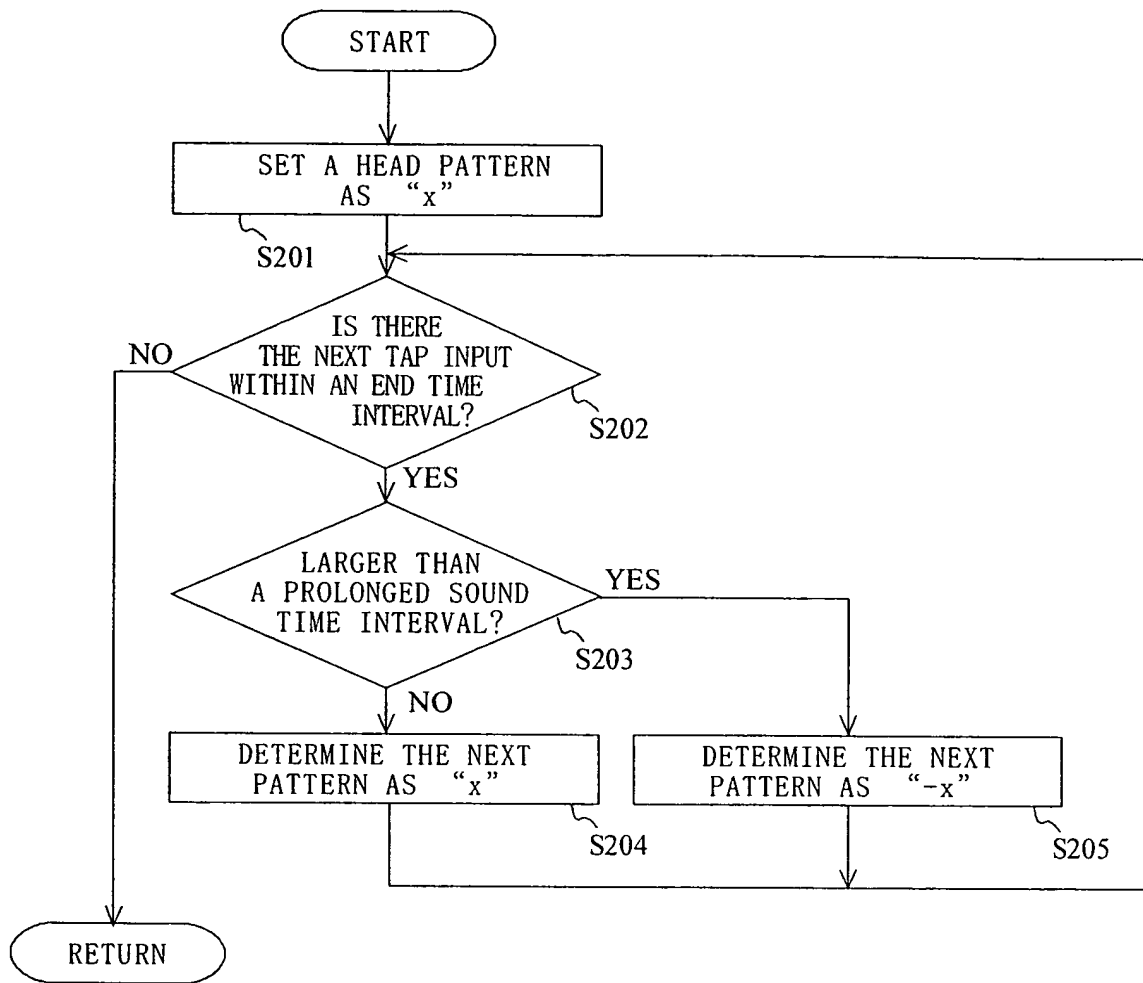 START
SET A HEAD PATTERN
AS “x”
S201
IS THERE
THE NEXT TAP INPUT
WITHIN AN END TIME
INTERVAL?
NO
S202
YES
LARGER THAN
A PROLONGED SOUND
TIME INTERVAL?
YES
S203
NO
DETERMINE THE NEXT
PATTERN AS “x”
S204
DETERMINE THE NEXT
PATTERN AS “-x”
S205
RETURN